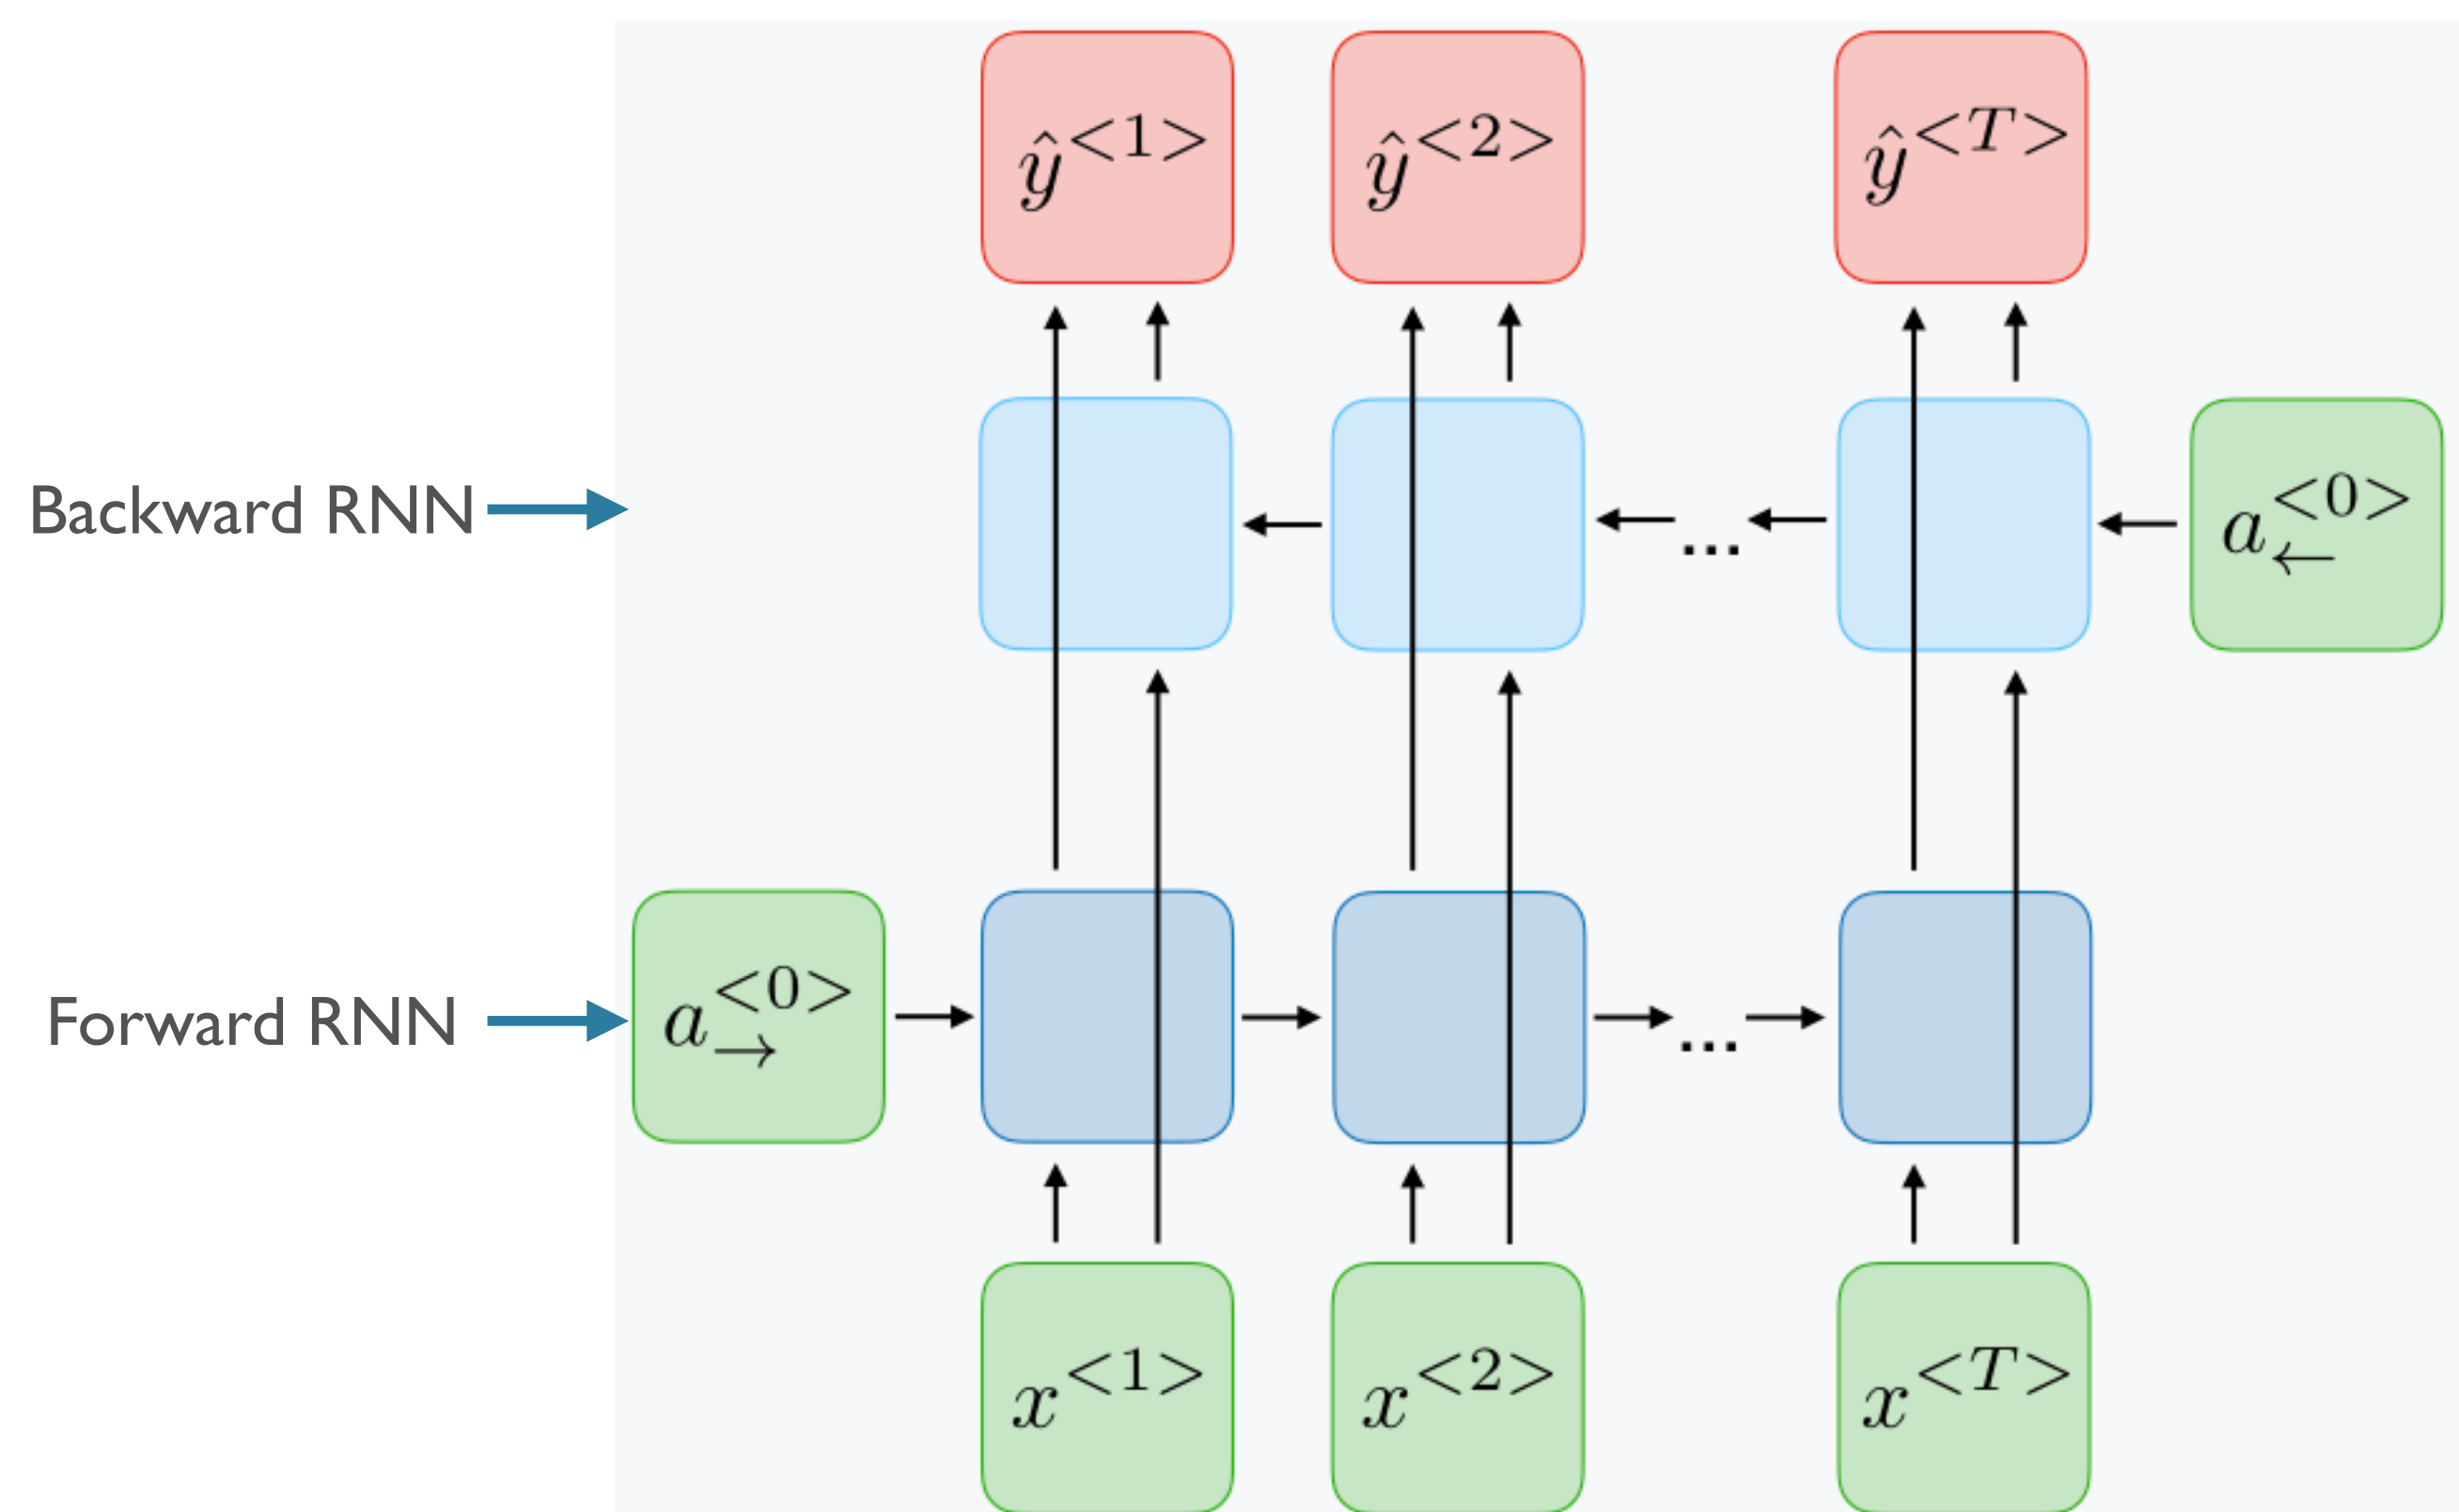 ŷ<1> ŷ<2> ŷ<T>
Backward RNN ... a←<0>
Forward RNN a→<0> ...
x<1> x<2> x<T>